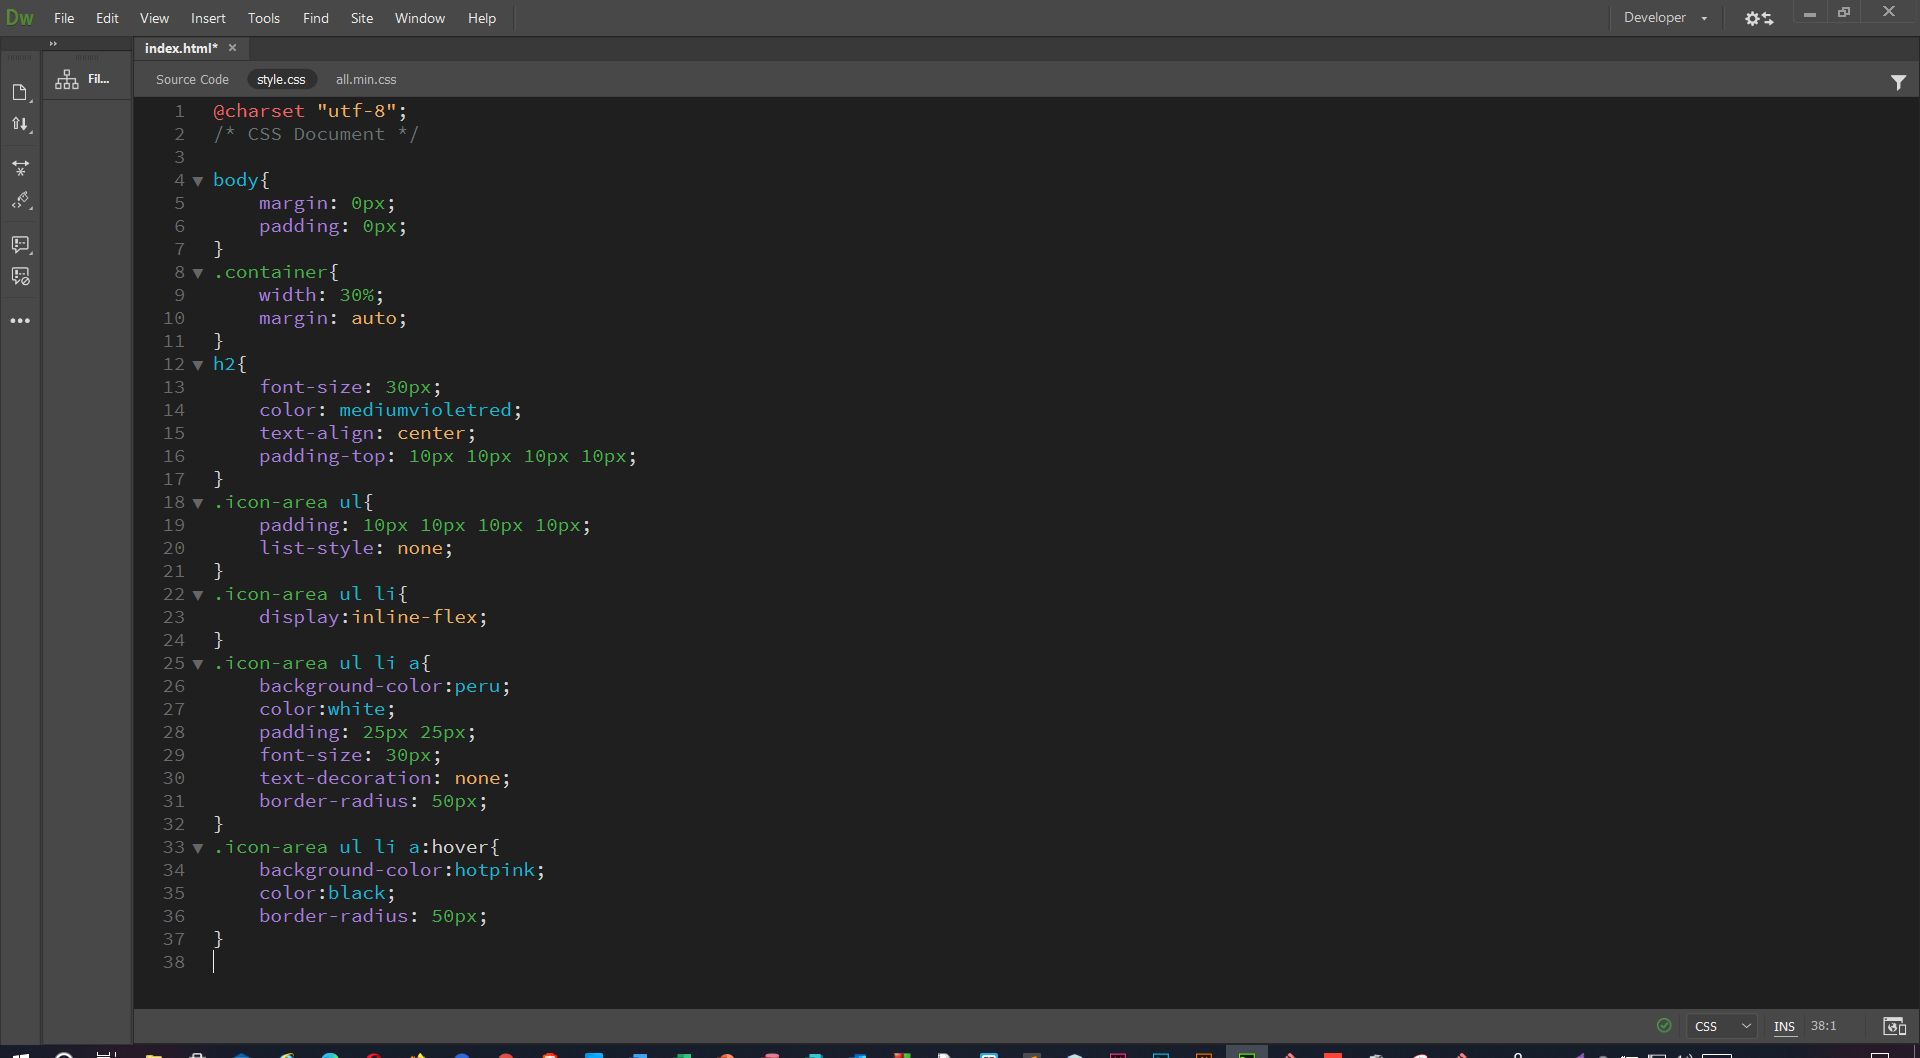 Dw File Edit View Insert Tools Find Site Window Help Developer
index.html*
Fil...
Source Code style.css all.min.css
1 @charset "utf-8";
2 /* CSS Document */
3
4 body{
5 margin: 0px;
6 padding: 0px;
7 }
8 .container{
9 width: 30%;
10 margin: auto;
11 }
12 h2{
13 font-size: 30px;
14 color: mediumvioletred;
15 text-align: center;
16 padding-top: 10px 10px 10px 10px;
17 }
18 .icon-area ul{
19 padding: 10px 10px 10px 10px;
20 list-style: none;
21 }
22 .icon-area ul li{
23 display:inline-flex;
24 }
25 .icon-area ul li a{
26 background-color:peru;
27 color:white;
28 padding: 25px 25px;
29 font-size: 30px;
30 text-decoration: none;
31 border-radius: 50px;
32 }
33 .icon-area ul li a:hover{
34 background-color:hotpink;
35 color:black;
36 border-radius: 50px;
37 }
38
CSS INS 38:1